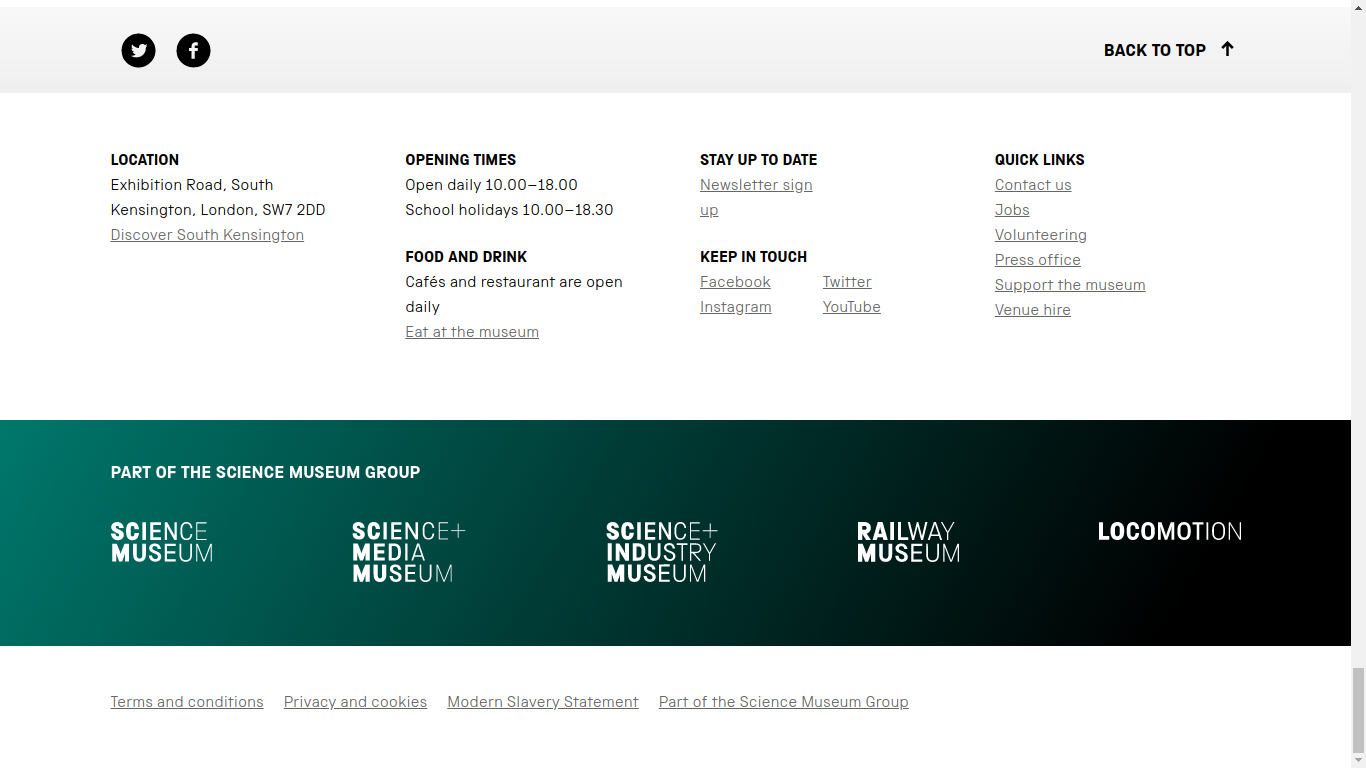 BACK TO TOP
LOCATION
Exhibition Road, South
Kensington, London, SW7 2DD
Discover South Kensington
OPENING TIMES
Open daily 10.00–18.00
School holidays 10.00–18.30
FOOD AND DRINK
Cafés and restaurant are open
daily
Eat at the museum
STAY UP TO DATE
Newsletter sign
up
KEEP IN TOUCH
Facebook Twitter
Instagram YouTube
QUICK LINKS
Contact us
Jobs
Volunteering
Press office
Support the museum
Venue hire
PART OF THE SCIENCE MUSEUM GROUP
SCIENCE
MUSEUM
SCIENCE+
MEDIA
MUSEUM
SCIENCE+
INDUSTRY
MUSEUM
RAILWAY
MUSEUM
LOCOMOTION
Terms and conditions Privacy and cookies Modern Slavery Statement Part of the Science Museum Group